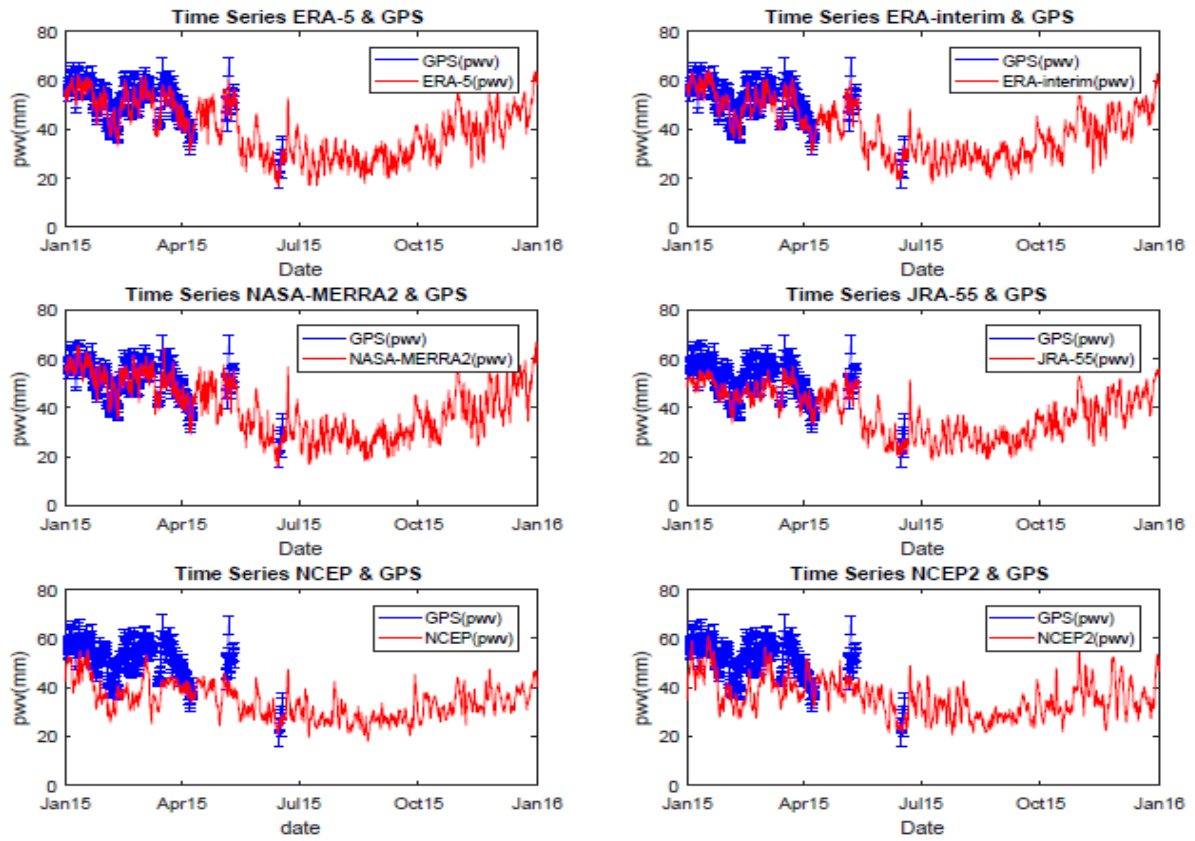 Time Series ERA-5 & GPS
80
60
40
20
0
pwv(mm)
GPS(pwv)
ERA-5(pwv)
Jan15 Apr15 Jul15 Oct15 Jan16
Date
Time Series ERA-interim & GPS
80
60
40
20
0
pwv(mm)
GPS(pwv)
ERA-interim(pwv)
Jan15 Apr15 Jul15 Oct15 Jan16
Date
Time Series NASA-MERRA2 & GPS
80
60
40
20
0
pwv(mm)
GPS(pwv)
NASA-MERRA2(pwv)
Jan15 Apr15 Jul15 Oct15 Jan16
Date
Time Series JRA-55 & GPS
80
60
40
20
0
pwv(mm)
GPS(pwv)
JRA-55(pwv)
Jan15 Apr15 Jul15 Oct15 Jan16
Date
Time Series NCEP & GPS
80
60
40
20
0
pwv(mm)
GPS(pwv)
NCEP(pwv)
Jan15 Apr15 Jul15 Oct15 Jan16
date
Time Series NCEP2 & GPS
80
60
40
20
0
pwv(mm)
GPS(pwv)
NCEP2(pwv)
Jan15 Apr15 Jul15 Oct15 Jan16
Date